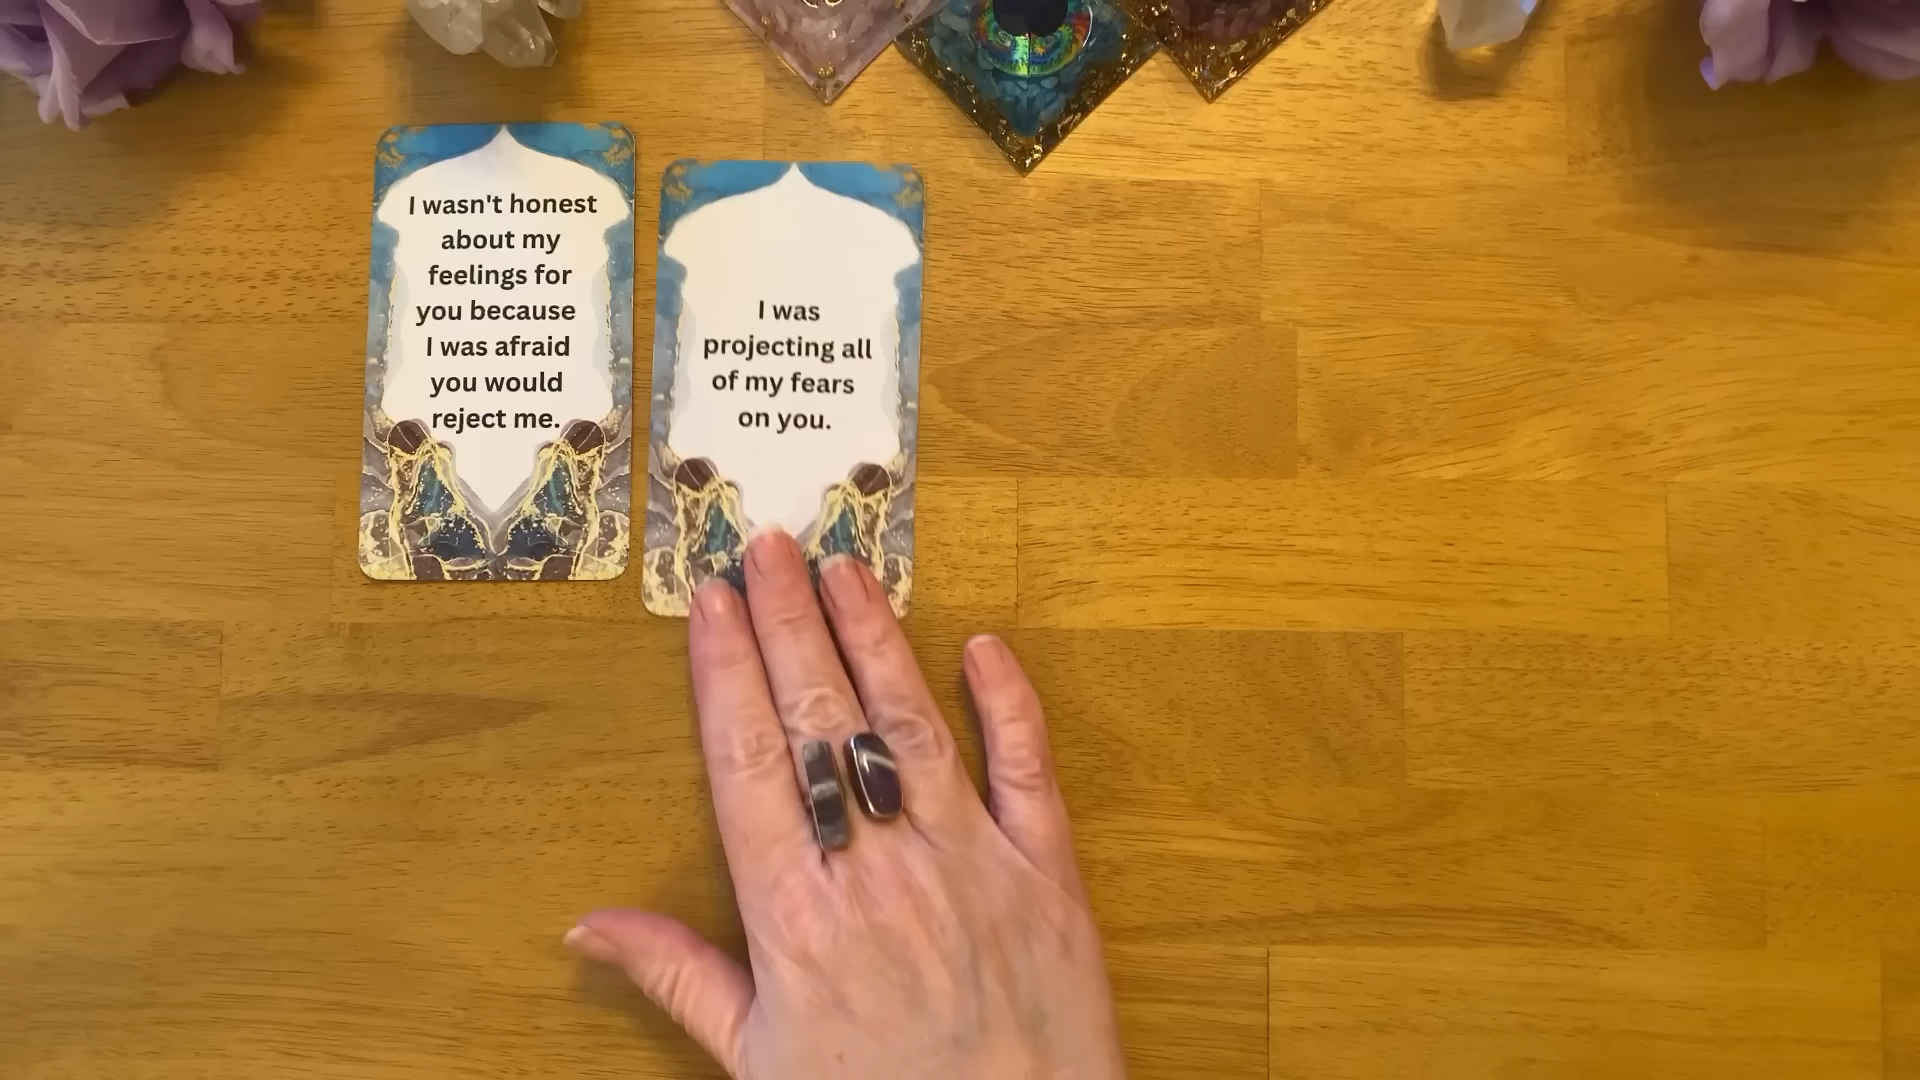 I wasn't honest
about my
feelings for
you because
I was afraid
you would
reject me.
I was
projecting all
of my fears
on you.